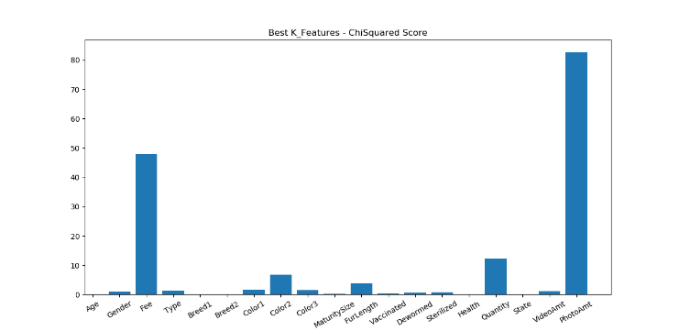 Best K_Features - ChiSquared Score
80
70
60
50
40
30
20
10
0
Age
Gender
Fee
Type
Breed1
Breed2
Color1
Color2
Color3
MaturitySize
FurLength
Vaccinated
Dewormed
Sterilized
Health
Quantity
State
VideoAmt
PhotoAmt